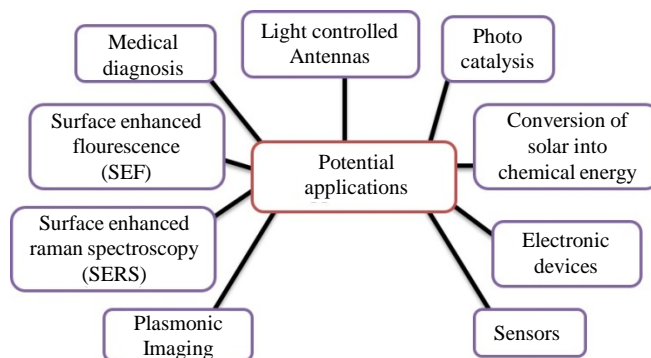 Medical
diagnosis
Light controlled
Antennas
Photo
catalysis
Surface enhanced
flourescence
(SEF)
Potential
applications
Conversion of
solar into
chemical energy
Surface enhanced
raman spectroscopy
(SERS)
Electronic
devices
Plasmonic
Imaging
Sensors